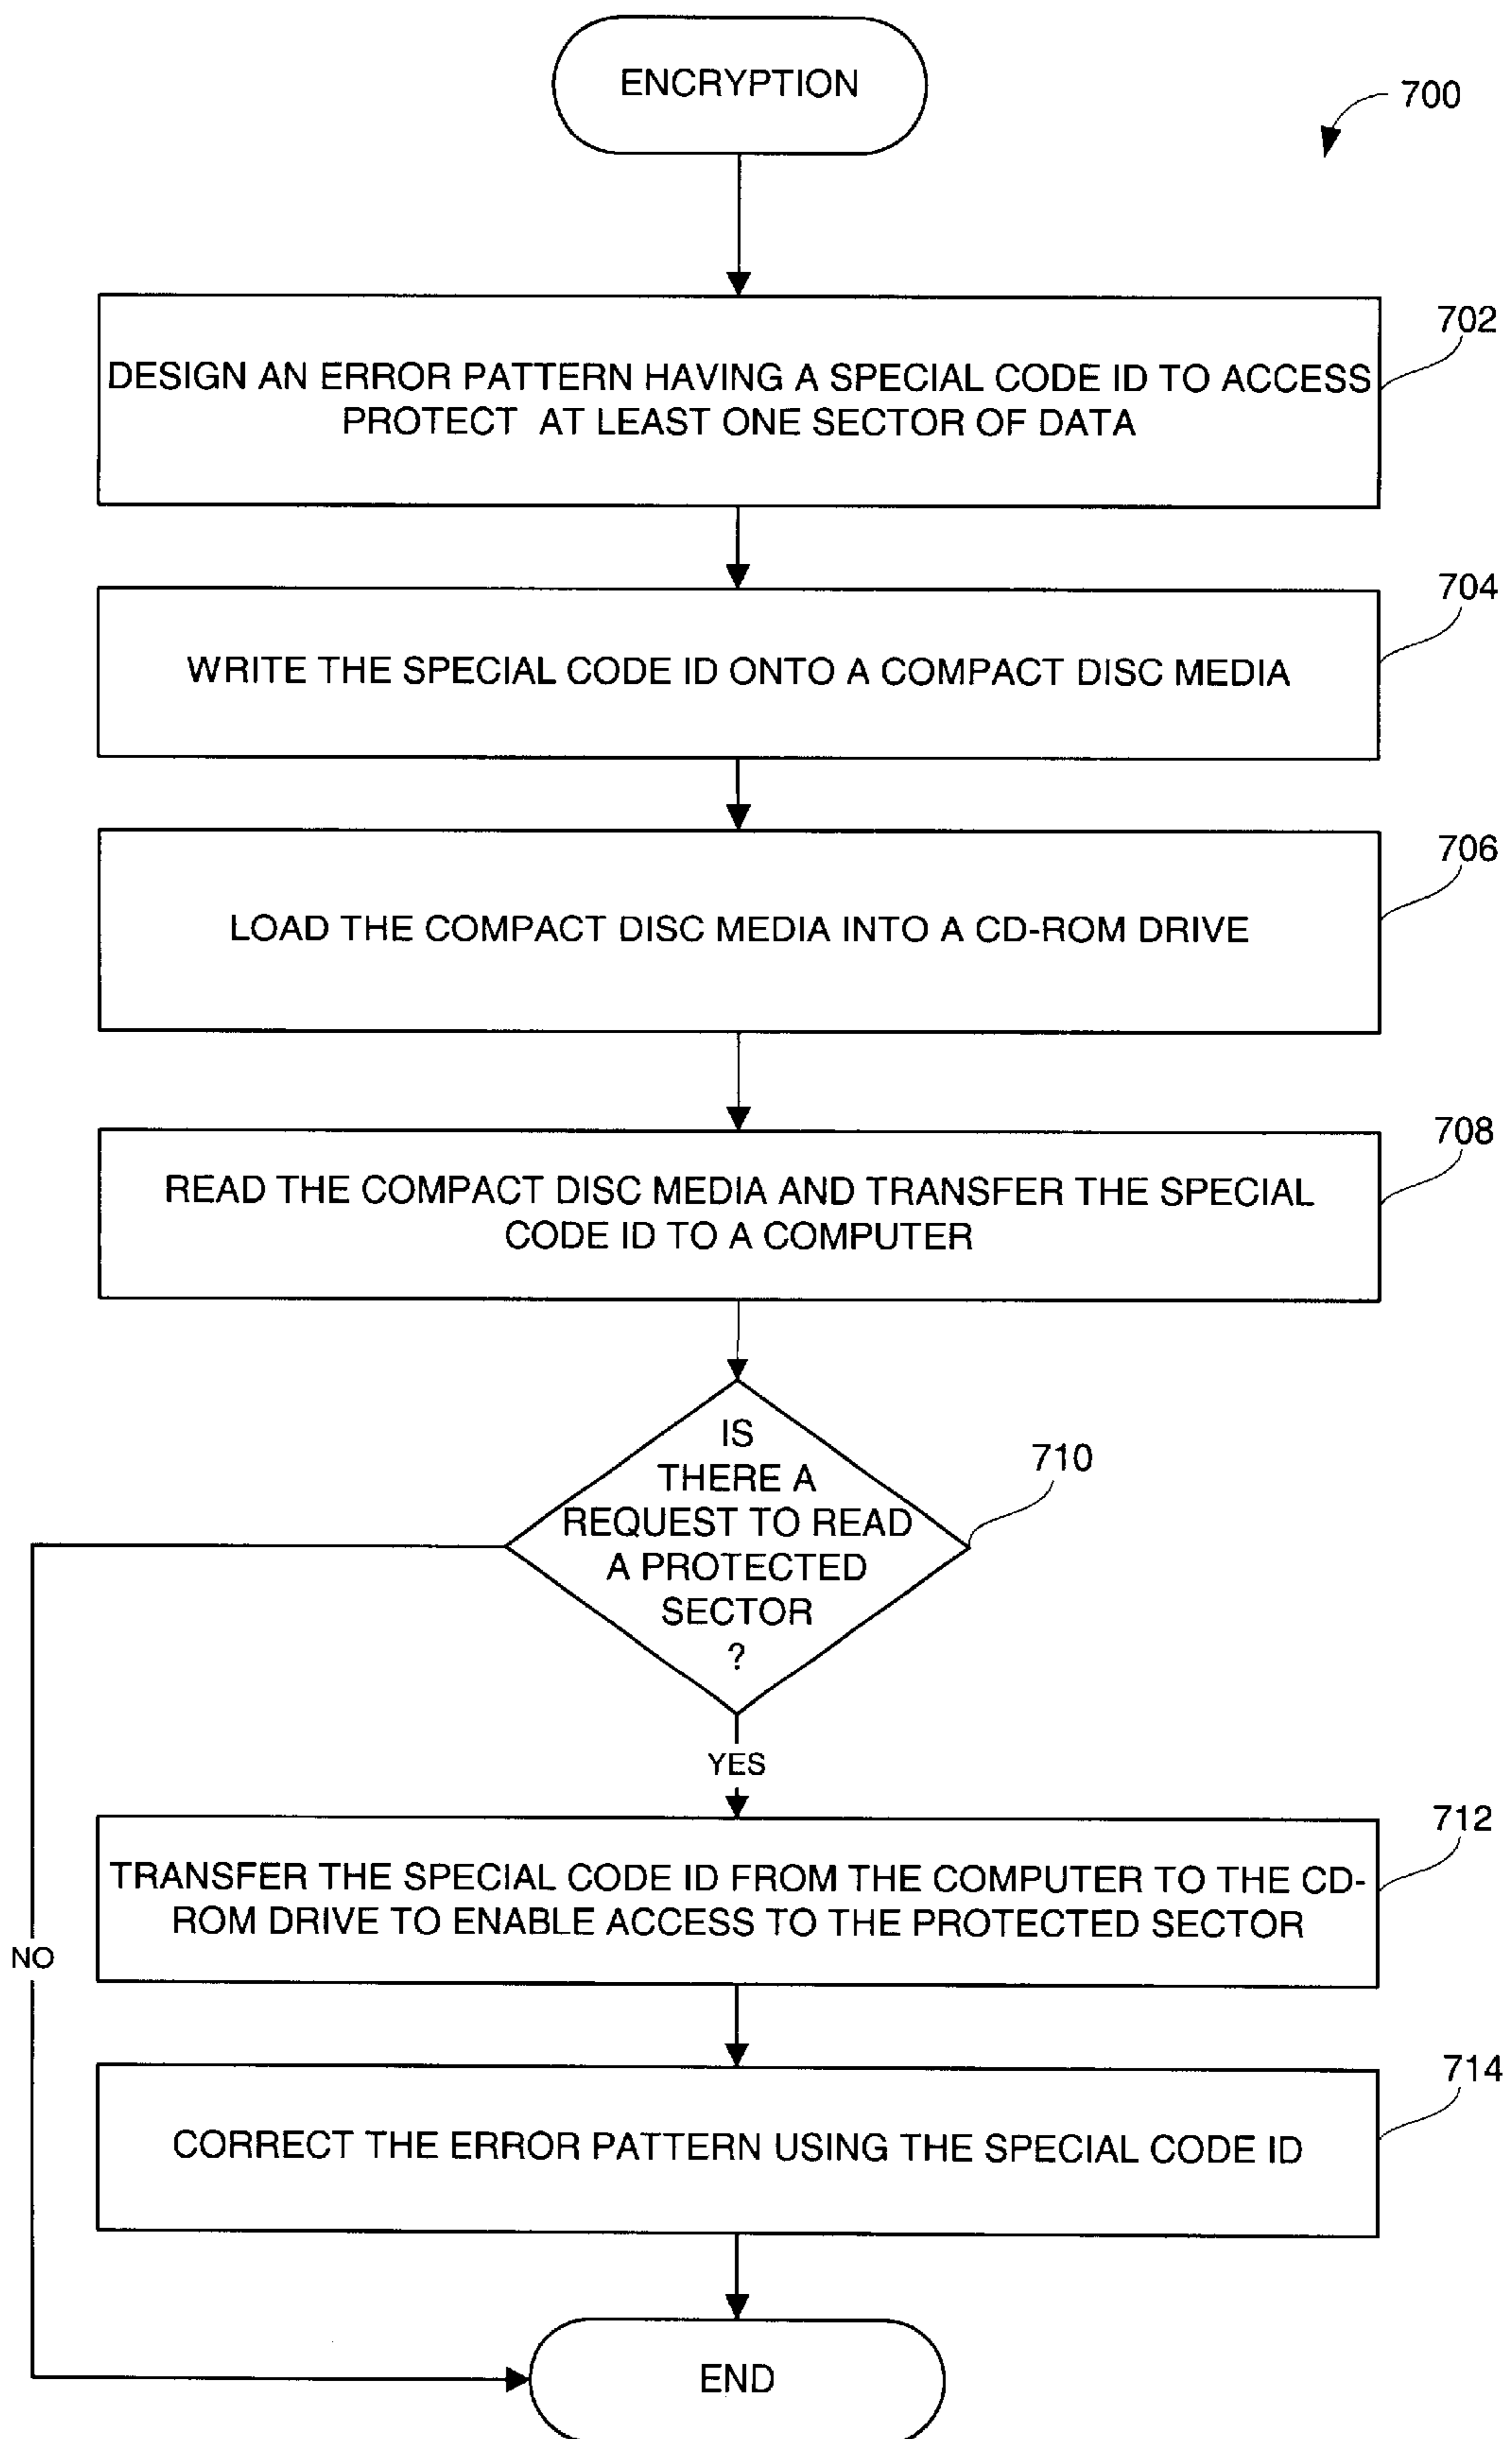 ENCRYPTION
700
702
DESIGN AN ERROR PATTERN HAVING A SPECIAL CODE ID TO ACCESS
PROTECT AT LEAST ONE SECTOR OF DATA
704
WRITE THE SPECIAL CODE ID ONTO A COMPACT DISC MEDIA
706
LOAD THE COMPACT DISC MEDIA INTO A CD-ROM DRIVE
708
READ THE COMPACT DISC MEDIA AND TRANSFER THE SPECIAL
CODE ID TO A COMPUTER
710
IS
THERE A
REQUEST TO READ
A PROTECTED
SECTOR
?
YES
712
TRANSFER THE SPECIAL CODE ID FROM THE COMPUTER TO THE CD-
ROM DRIVE TO ENABLE ACCESS TO THE PROTECTED SECTOR
NO
714
CORRECT THE ERROR PATTERN USING THE SPECIAL CODE ID
END